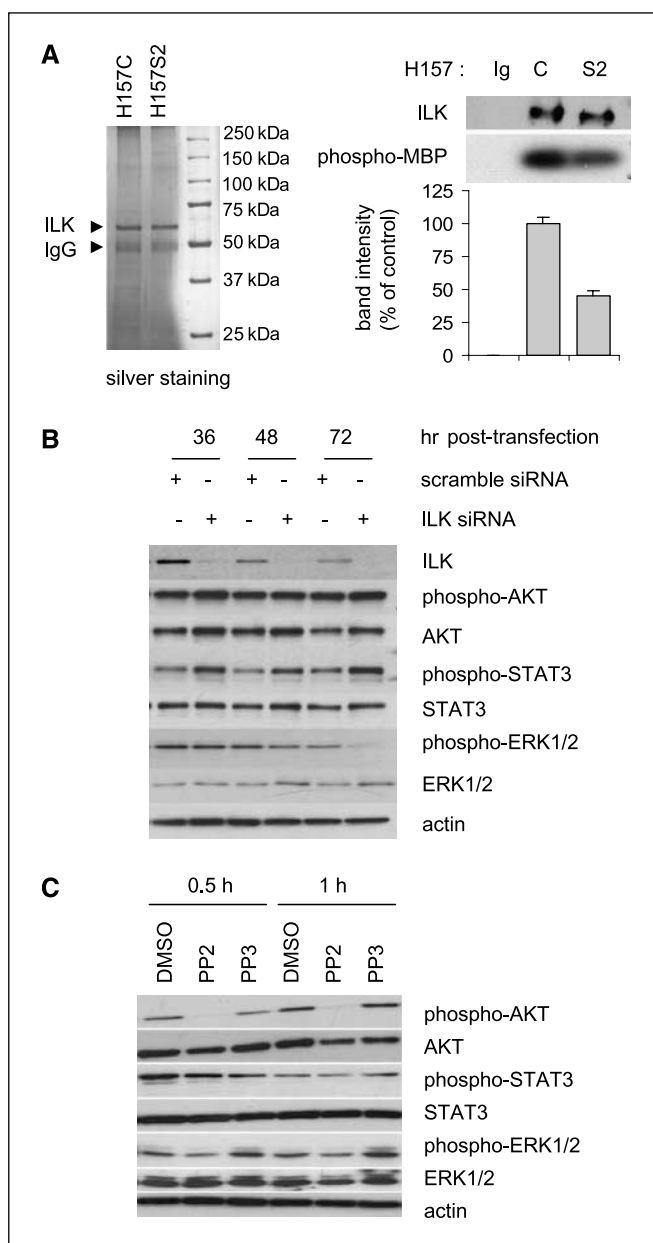 A
H157C
H157S2
250 kDa
150 kDa
100 kDa
75 kDa
50 kDa
37 kDa
25 kDa
ILK
IgG
silver staining
H157 : Ig C S2
ILK
phospho-MBP
band intensity
(% of control)
125
100
75
50
25
0
B
36 48 72 hr post-transfection
+ - + - + - scramble siRNA
- + - + - + ILK siRNA
ILK
phospho-AKT
AKT
phospho-STAT3
STAT3
phospho-ERK1/2
ERK1/2
actin
C
0.5 h 1 h
DMSO PP2 PP3 DMSO PP2 PP3
phospho-AKT
AKT
phospho-STAT3
STAT3
phospho-ERK1/2
ERK1/2
actin